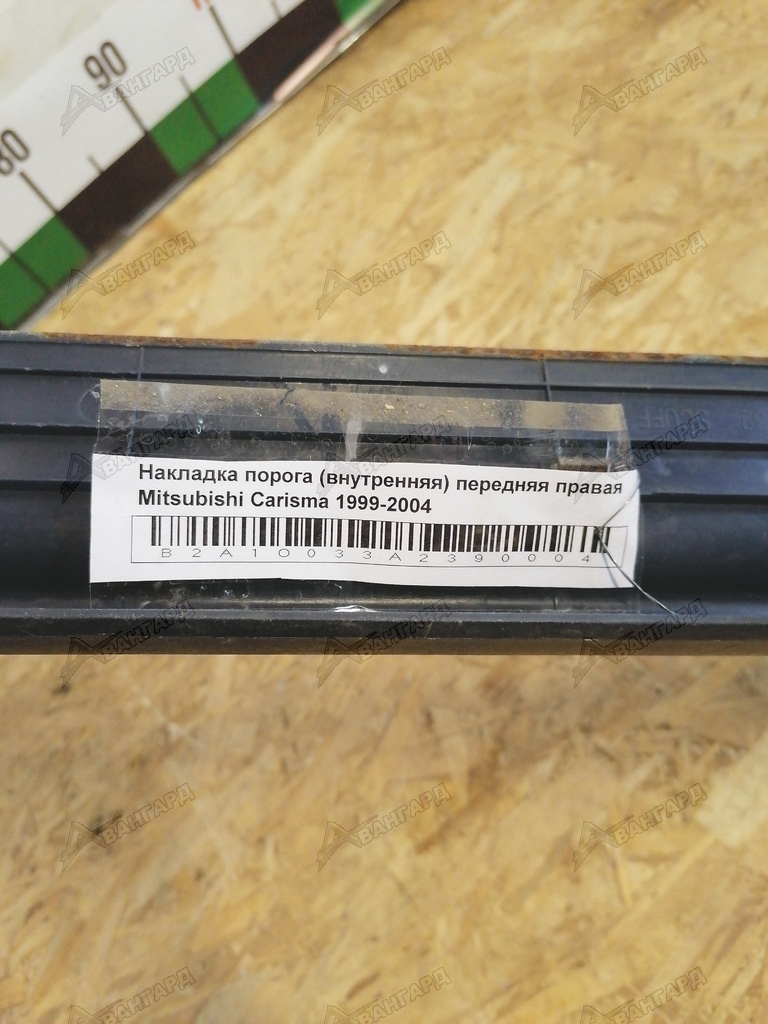 90
80
Накладка порога (внутренняя) передняя правая
Mitsubishi Carisma 1999-2004
B2A10033A2390004
АВАНГАРД